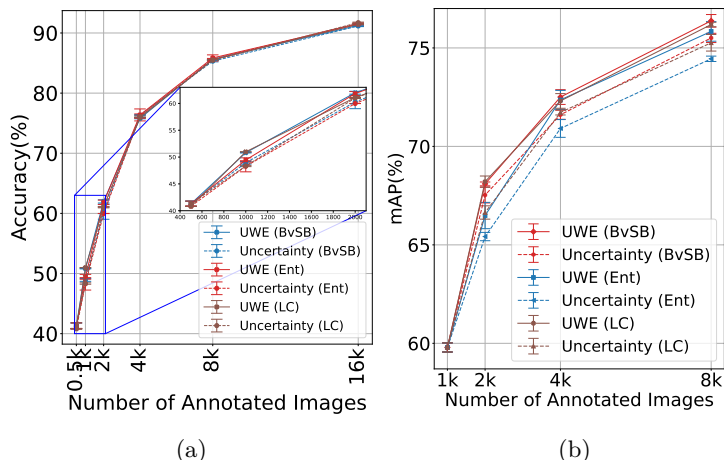 90
80
70
60
50
40
Accuracy(%)
60
55
50
45
40
400 600 800 1000 1200 1400 1600 1800 2000
UWE (BvSB)
Uncertainty (BvSB)
UWE (Ent)
Uncertainty (Ent)
UWE (LC)
Uncertainty (LC)
0.5k 1k 2k 4k 8k 16k
Number of Annotated Images
(a)
75
70
65
60
mAP(%)
UWE (BvSB)
Uncertainty (BvSB)
UWE (Ent)
Uncertainty (Ent)
UWE (LC)
Uncertainty (LC)
1k 2k 4k 8k
Number of Annotated Images
(b)